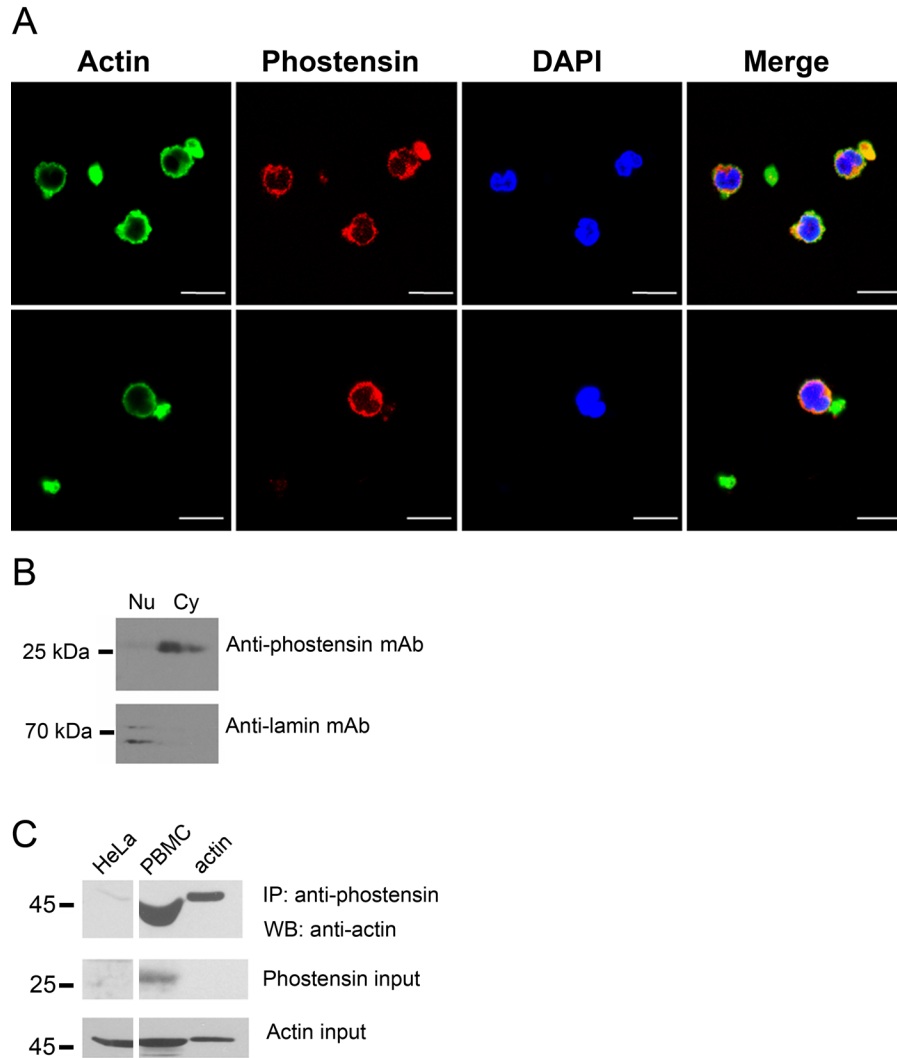 A
Actin Phostensin DAPI Merge
B
Nu Cy
25 kDa Anti-phostensin mAb
70 kDa Anti-lamin mAb
C
HeLa PBMC actin
45 IP: anti-phostensin
WB: anti-actin
25 Phostensin input
45 Actin input